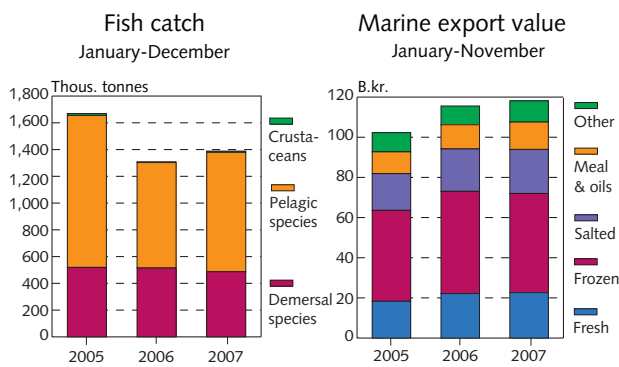 Fish catch
January-December
Thous. tonnes
1,800
1,600
1,400
1,200
1,000
800
600
400
200
0
2005
2006
2007
Crusta-
ceans
Pelagic
species
Demersal
species
Marine export value
January-November
B.kr.
120
100
80
60
40
20
0
2005
2006
2007
Other
Meal
& oils
Salted
Frozen
Fresh